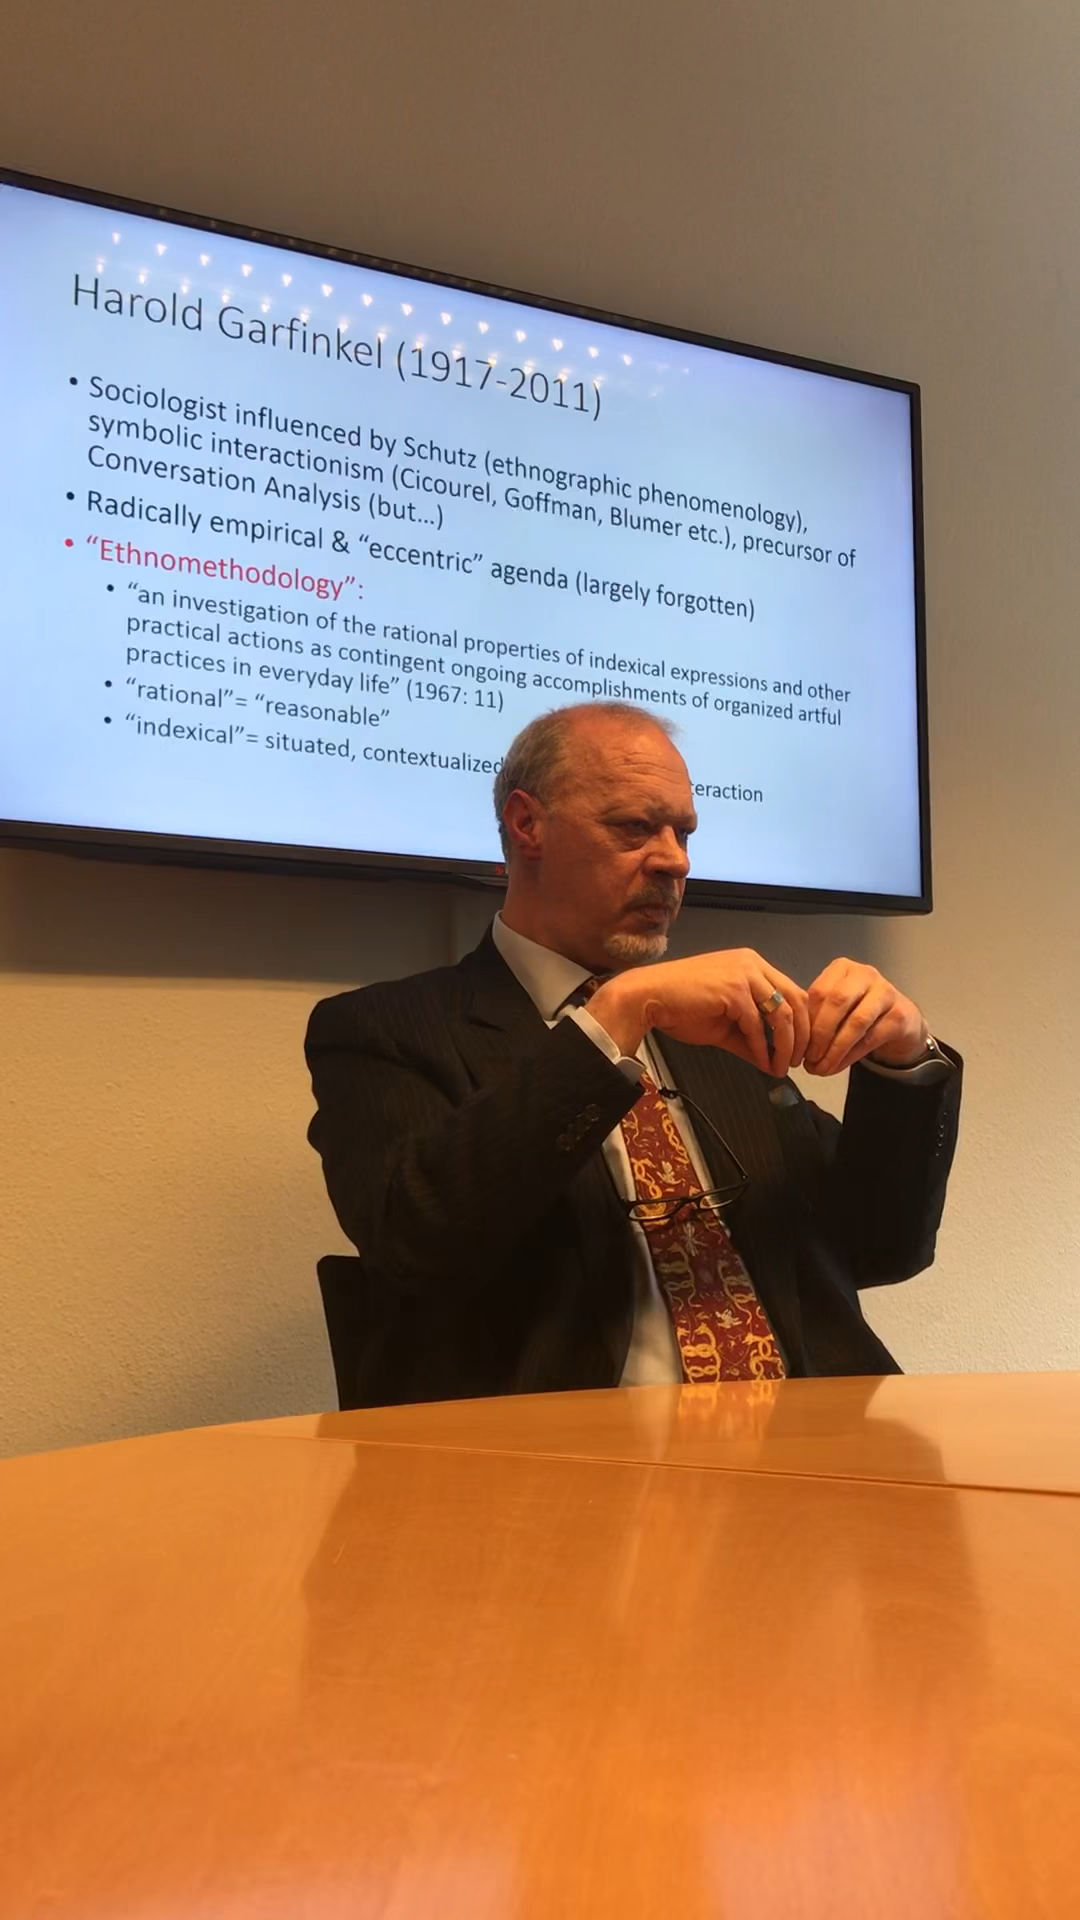 Harold Garfinkel (1917-2011)
• Sociologist influenced by Schutz (ethnographic phenomenology),
symbolic interactionism (Cicourel, Goffman, Blumer etc.), precursor of
Conversation Analysis (but...)
• Radically empirical & “eccentric” agenda (largely forgotten)
• “Ethnomethodology”:
• “an investigation of the rational properties of indexical expressions and other
practical actions as contingent ongoing accomplishments of organized artful
practices in everyday life” (1967: 11)
• “rational”= “reasonable”
• “indexical”= situated, contextualized eraction